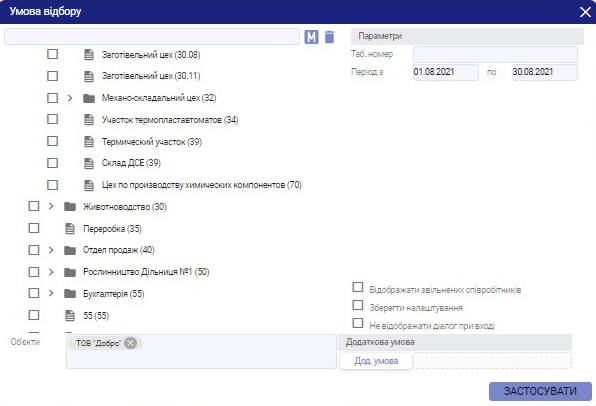 Умова відбору
M
Параметри
Таб. номер
Період з 01.08.2021 по 30.08.2021
Заготівельний цех (30.08)
Заготівельний цех (30.11)
Механо-складальний цех (32)
Участок термопластавтоматов (34)
Термический участок (39)
Склад ДСЕ (39)
Цех по производству химических компонентов (70)
Животноводство (30)
Переробка (35)
Отдел продаж (40)
Рослинництво Дільниця №1 (50)
Бухгалтерія (55)
55 (55)
Відображати звільнених співробітників
Зберегти налаштування
Не відображати діалог при вході
Об'єкти
ТОВ "Добро"
Додаткова умова
Дод. умова
ЗАСТОСУВАТИ